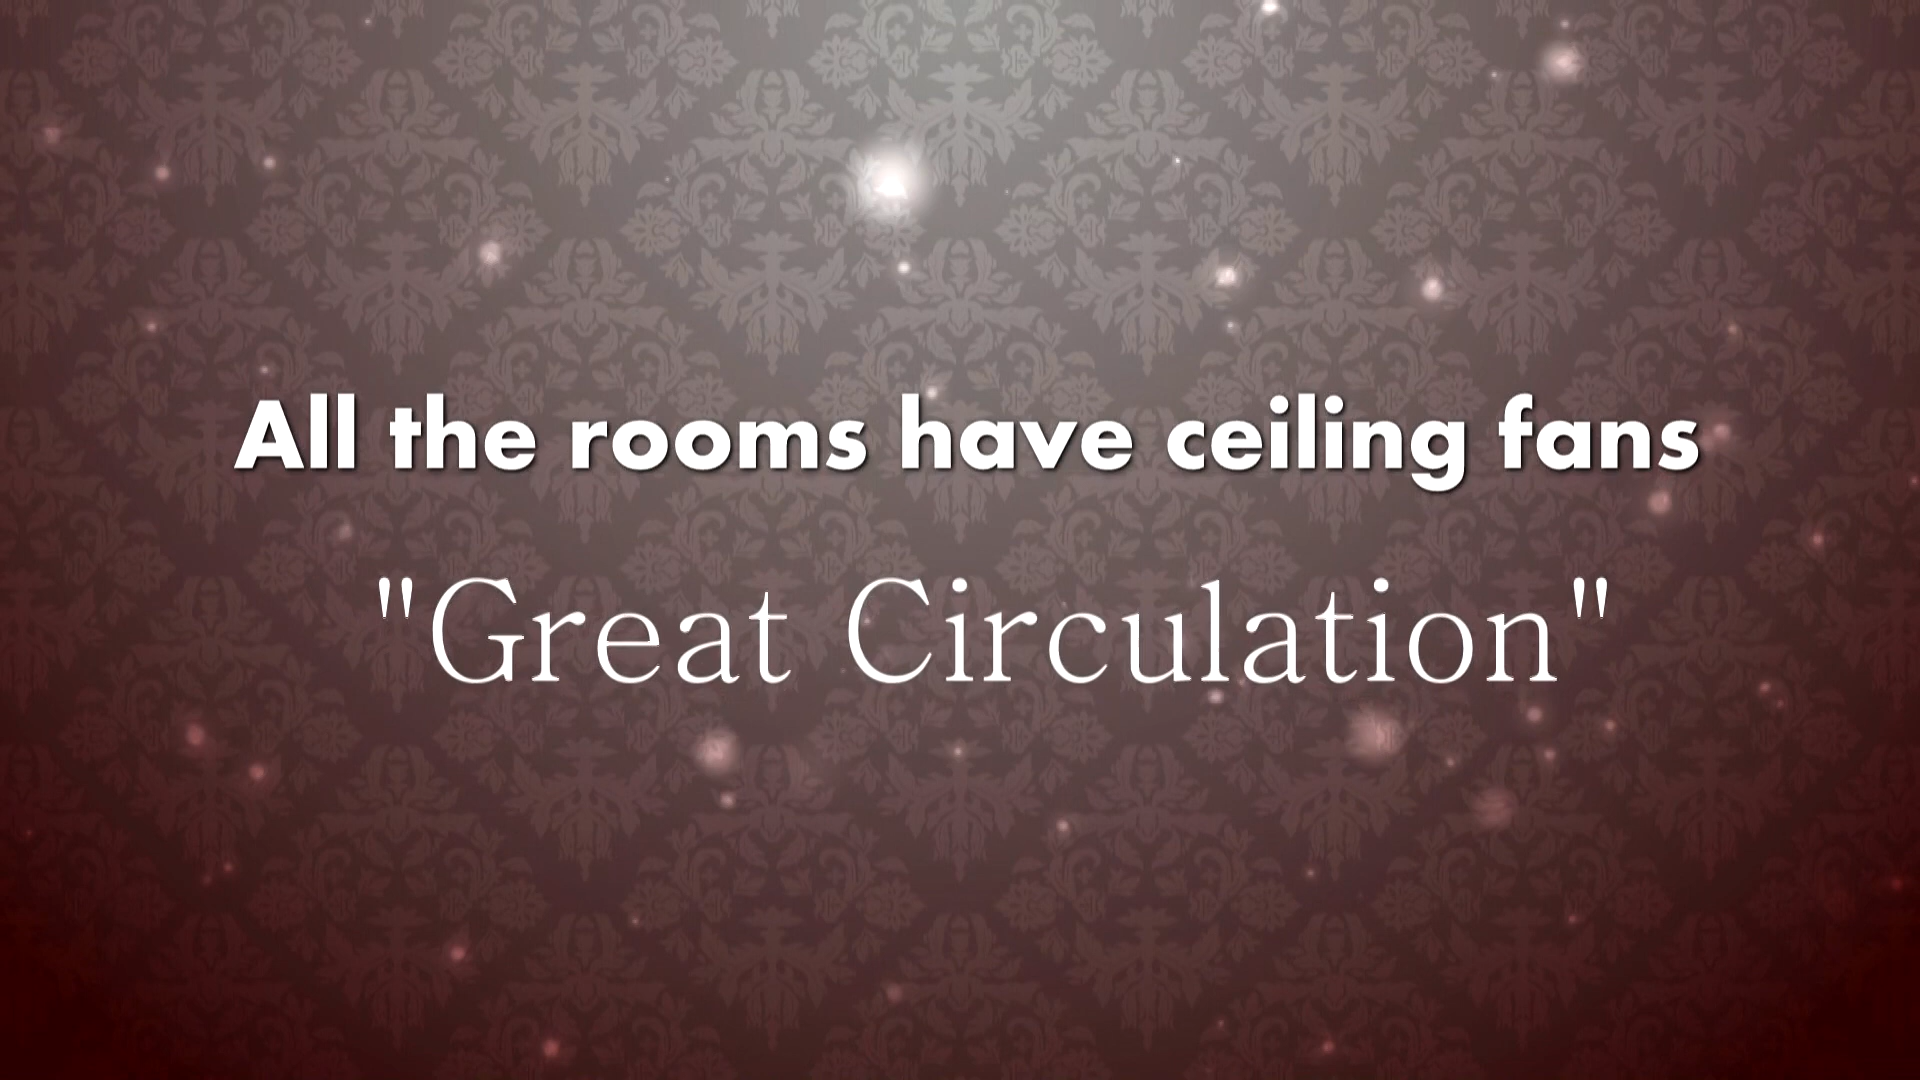 All the rooms have ceiling fans
"Great Circulation"